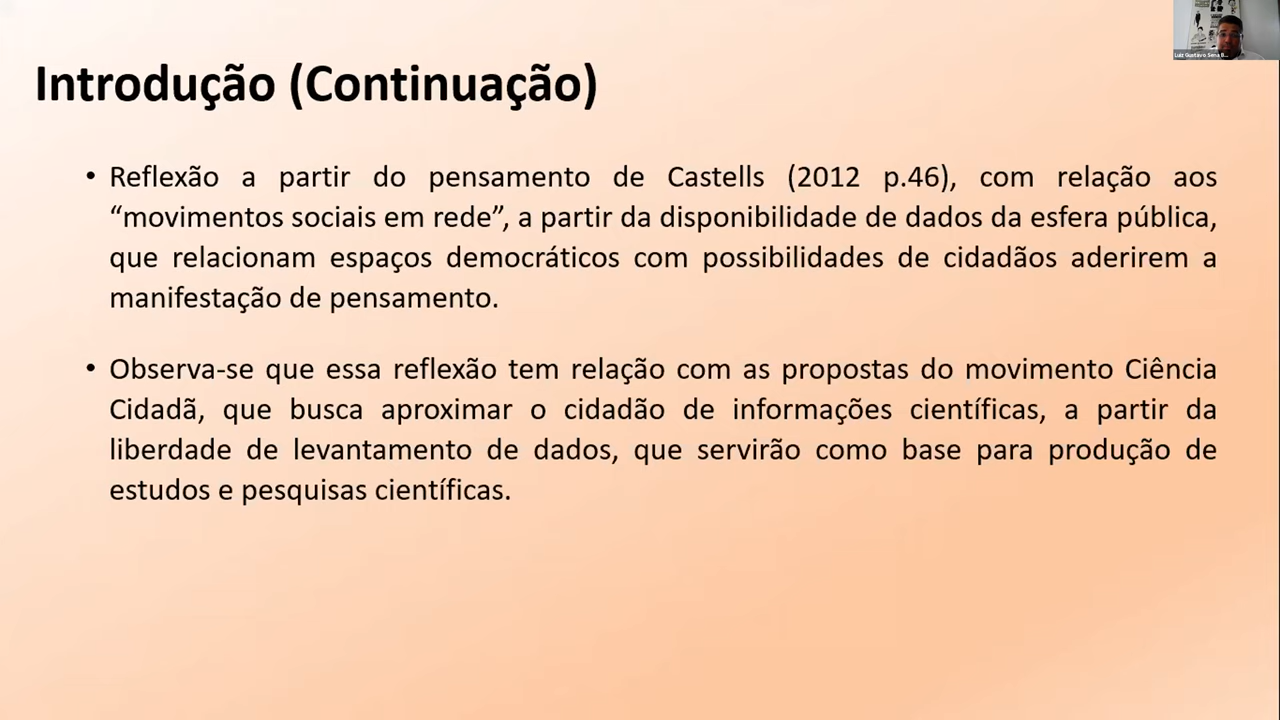 Introdução (Continuação)
• Reflexão a partir do pensamento de Castells (2012 p.46), com relação aos
“movimentos sociais em rede”, a partir da disponibilidade de dados da esfera pública,
que relacionam espaços democráticos com possibilidades de cidadãos aderirem a
manifestação de pensamento.
• Observa-se que essa reflexão tem relação com as propostas do movimento Ciência
Cidadã, que busca aproximar o cidadão de informações científicas, a partir da
liberdade de levantamento de dados, que servirão como base para produção de
estudos e pesquisas científicas.
Luiz Gustavo Sena B...